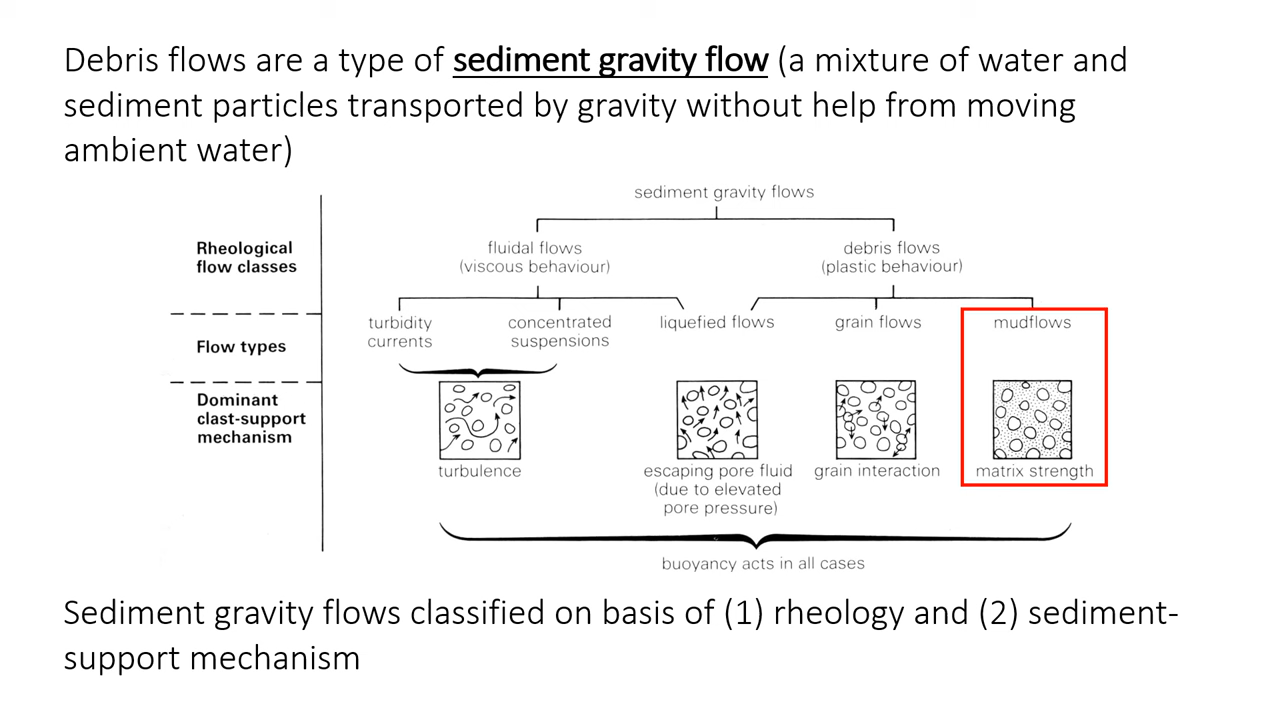 Debris flows are a type of sediment gravity flow (a mixture of water and
sediment particles transported by gravity without help from moving
ambient water)
sediment gravity flows
Rheological
flow classes
fluidal flows
(viscous behaviour)
debris flows
(plastic behaviour)
Flow types
turbidity
currents
concentrated
suspensions
liquefied flows
grain flows
mudflows
Dominant
clast-support
mechanism
turbulence
escaping pore fluid
(due to elevated
pore pressure)
grain interaction
matrix strength
buoyancy acts in all cases
Sediment gravity flows classified on basis of (1) rheology and (2) sediment-
support mechanism